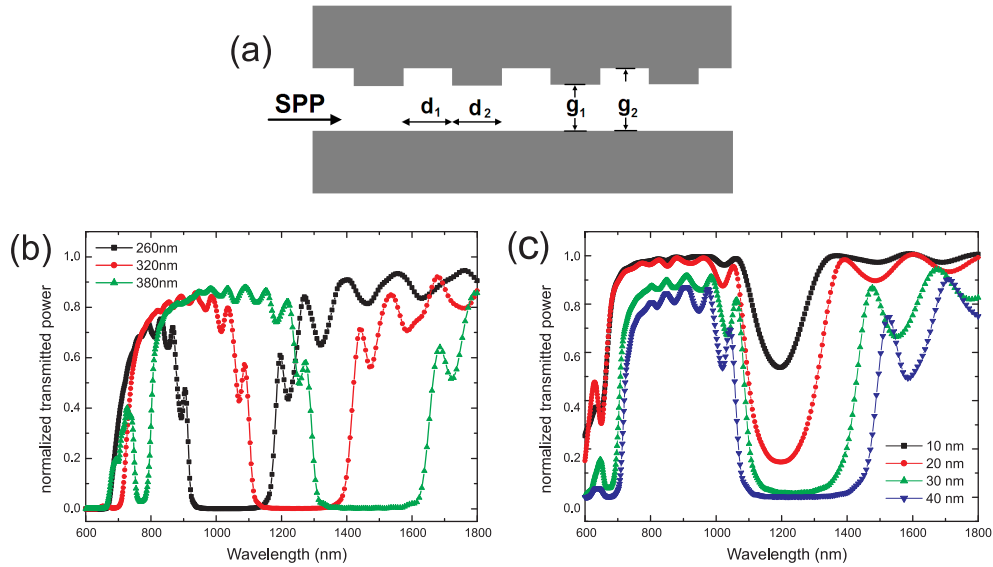 (a)
SPP
d1
d2
g1
g2
(b)
260nm
320nm
380nm
normalized transmitted power
1,0
0.8
0.6
0.4
0.2
0.0
600 800 1000 1200 1400 1600 1800
Wavelength (nm)
(c)
10 nm
20 nm
30 nm
40 nm
normalized transmitted power
1,0
0.8
0.6
0.4
0.2
0.0
600 800 1000 1200 1400 1600 1800
Wavelength (nm)